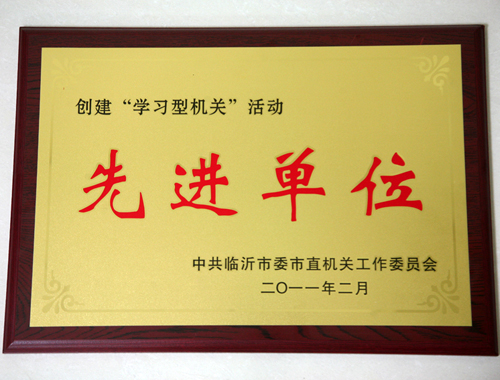 创建“学习型机关”活动
先进单位
中共临沂市委市直机关工作委员会
二〇一一年二月